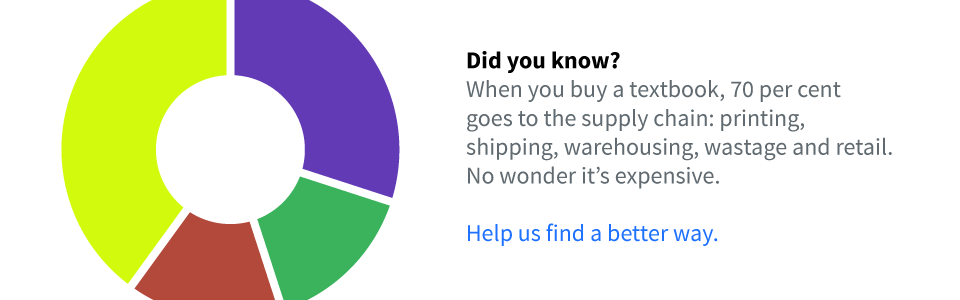 Did you know?
When you buy a textbook, 70 per cent
goes to the supply chain: printing,
shipping, warehousing, wastage and retail.
No wonder it’s expensive.
Help us find a better way.